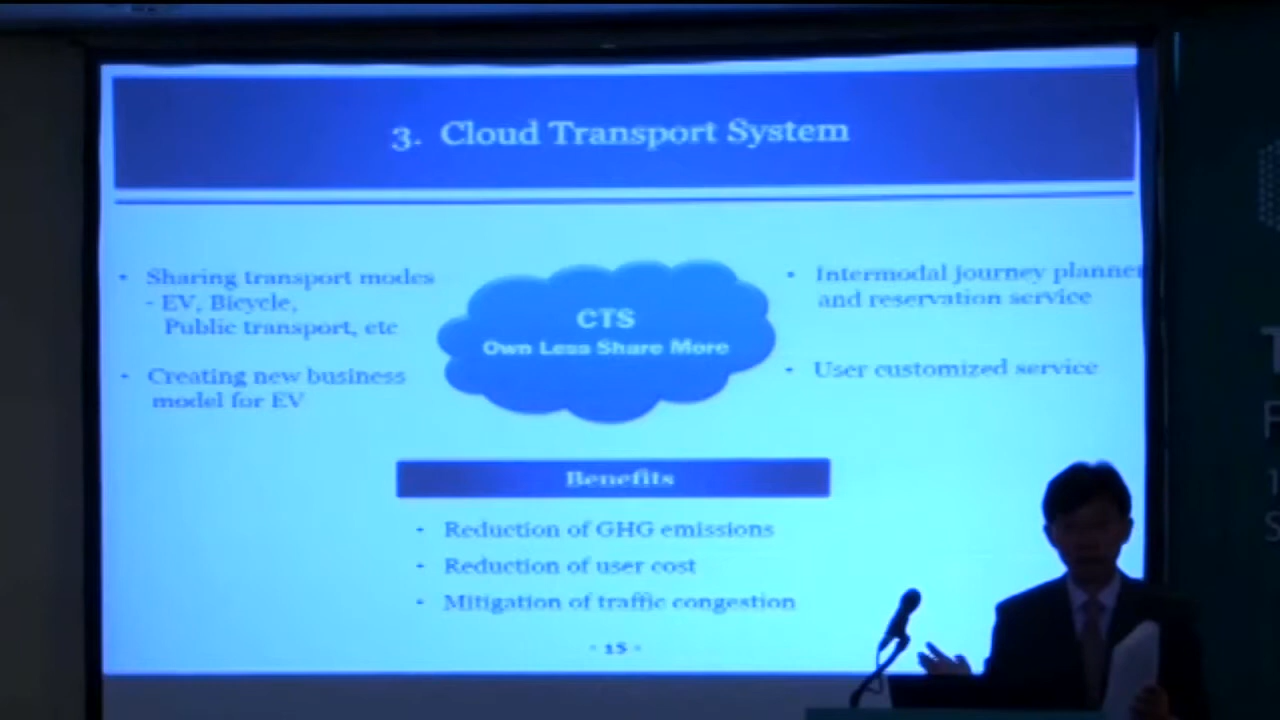 3. Cloud Transport System
• Sharing transport modes
- EV, Bicycle,
Public transport, etc
• Creating new business
model for EV
CTS
Own Less Share More
• Intermodal journey planner
and reservation service
• User customized service
Benefits
• Reduction of GHG emissions
• Reduction of user cost
• Mitigation of traffic congestion